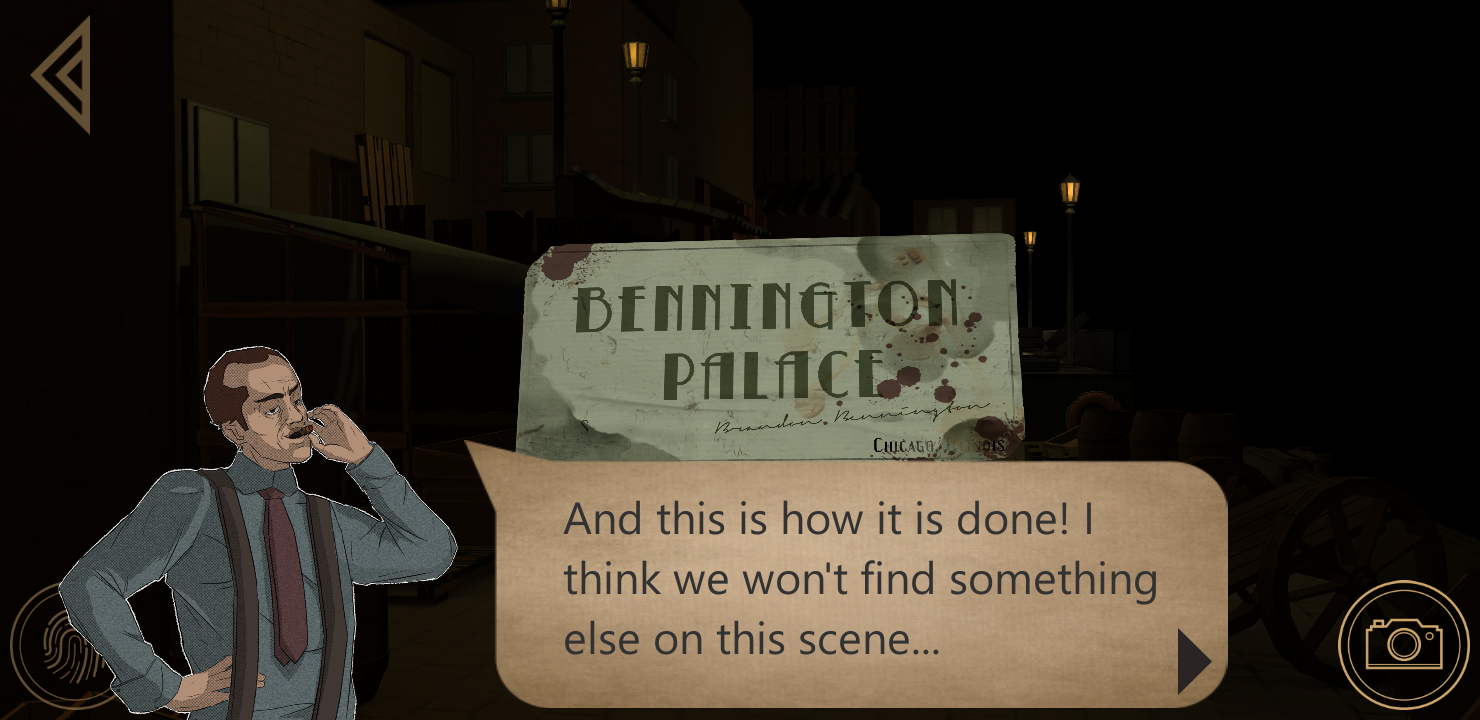 BENNINGTON
PALACE
Brandon Bennington
CHICAGO
And this is how it is done! I
think we won't find something
else on this scene...